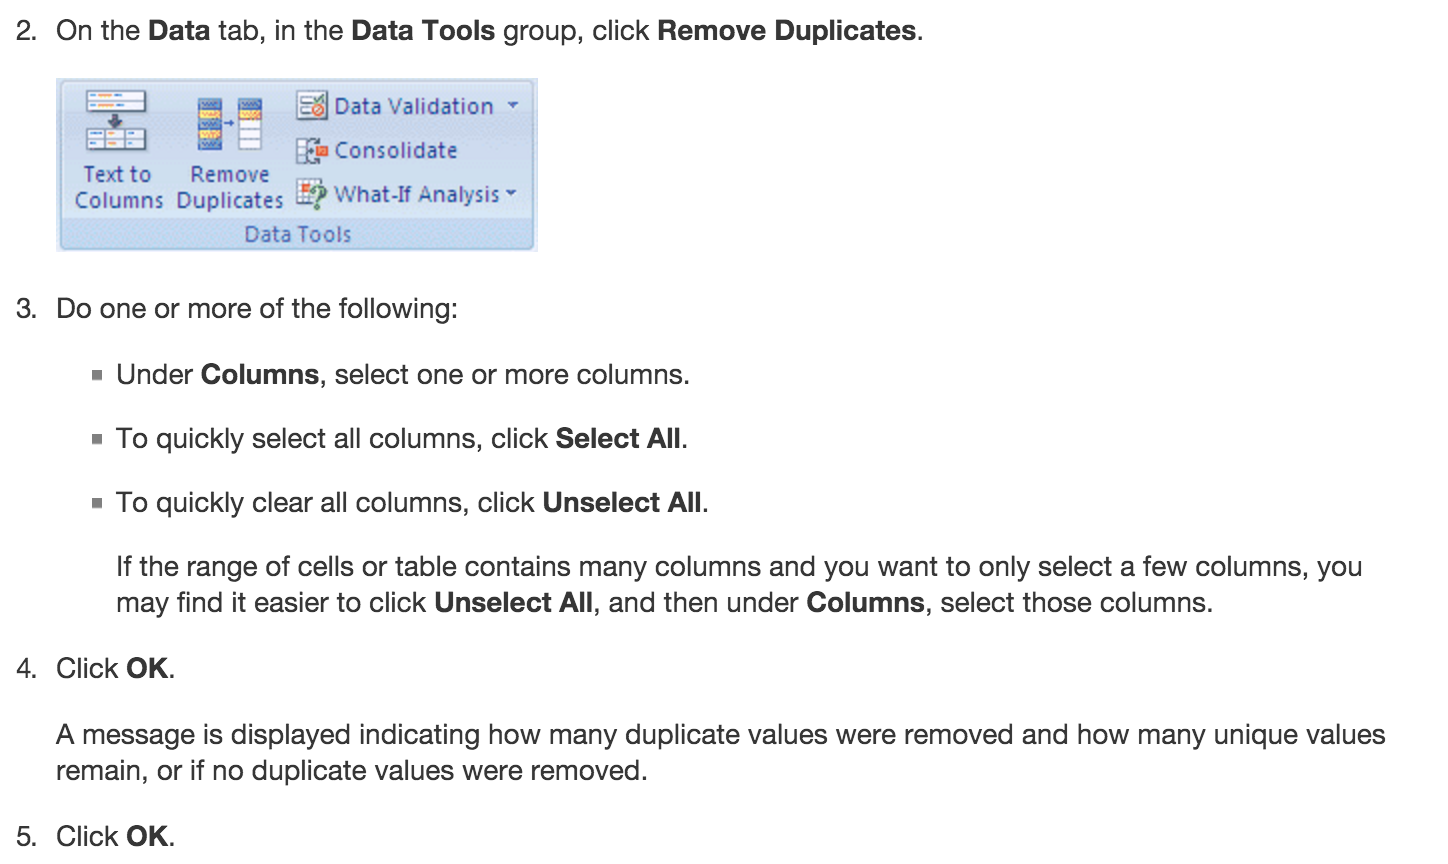 2. On the Data tab, in the Data Tools group, click Remove Duplicates.
Data Validation
Consolidate
What-If Analysis
Text to
Columns
Remove
Duplicates
Data Tools
3. Do one or more of the following:
Under Columns, select one or more columns.
To quickly select all columns, click Select All.
To quickly clear all columns, click Unselect All.
If the range of cells or table contains many columns and you want to only select a few columns, you
may find it easier to click Unselect All, and then under Columns, select those columns.
4. Click OK.
A message is displayed indicating how many duplicate values were removed and how many unique values
remain, or if no duplicate values were removed.
5. Click OK.